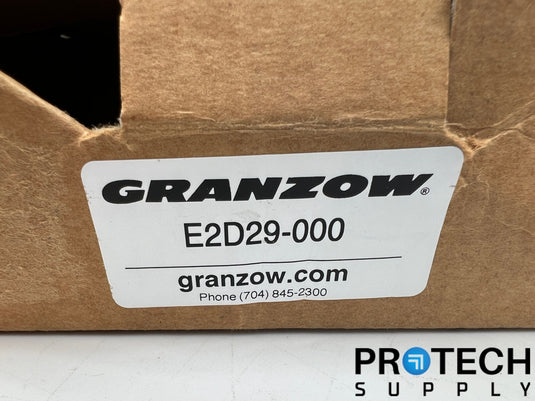 GRANZOW®
E2D29-000
granzow.com
Phone (704) 845-2300
PROTECH
SUPPLY